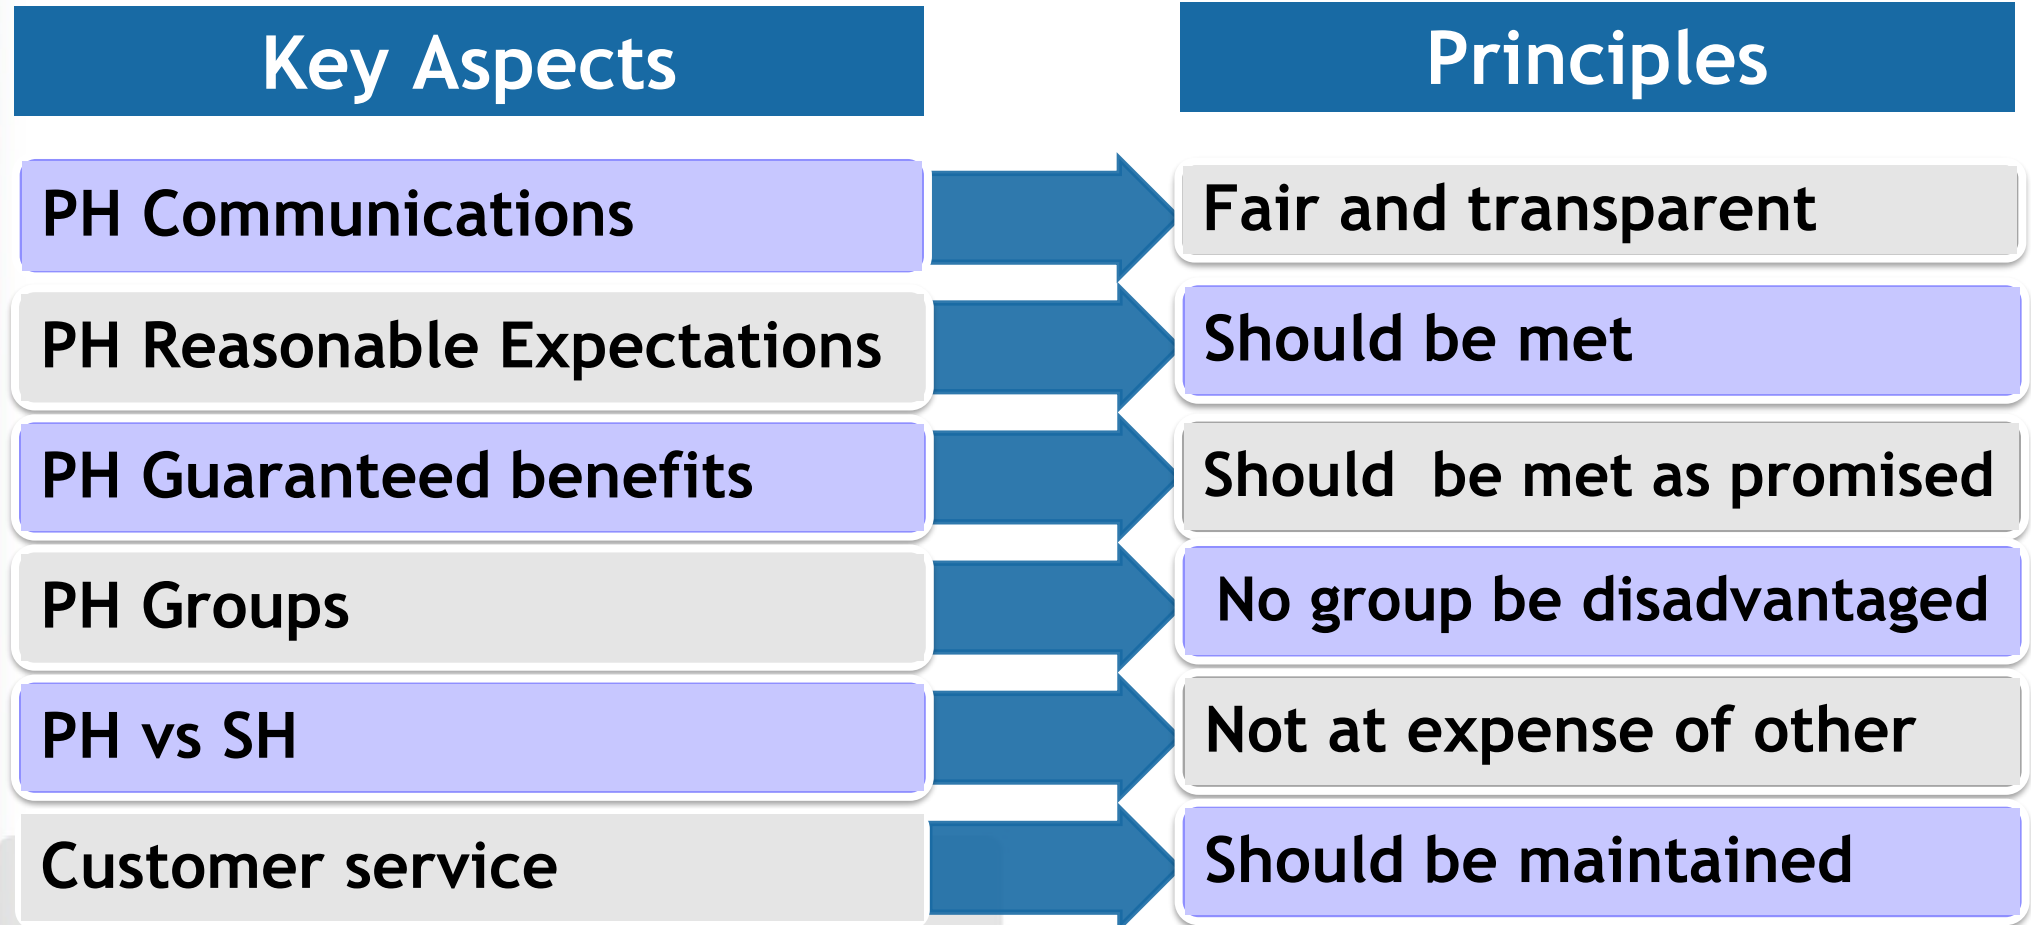 Key Aspects
Principles
PH Communications
Fair and transparent
PH Reasonable Expectations
Should be met
PH Guaranteed benefits
Should  be met as promised
PH Groups
No group be disadvantaged
PH vs SH
Not at expense of other
Customer service
Should be maintained